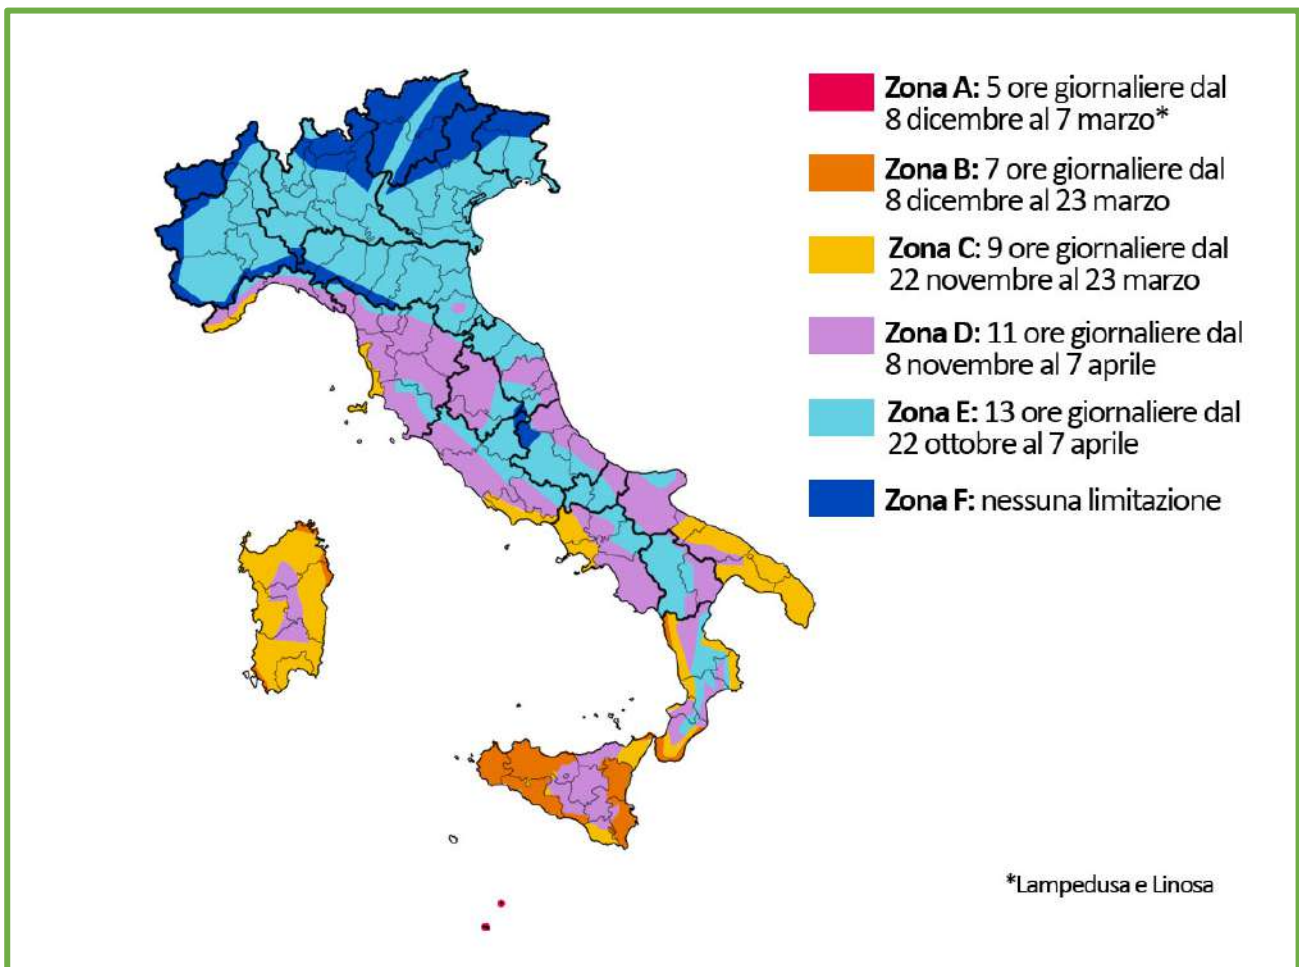 Zona A: 5 ore giornaliere dal
8 dicembre al 7 marzo*
Zona B: 7 ore giornaliere dal
8 dicembre al 23 marzo
Zona C: 9 ore giornaliere dal
22 novembre al 23 marzo
Zona D: 11 ore giornaliere dal
8 novembre al 7 aprile
Zona E: 13 ore giornaliere dal
22 ottobre al 7 aprile
Zona F: nessuna limitazione
*Lampedusa e Linosa